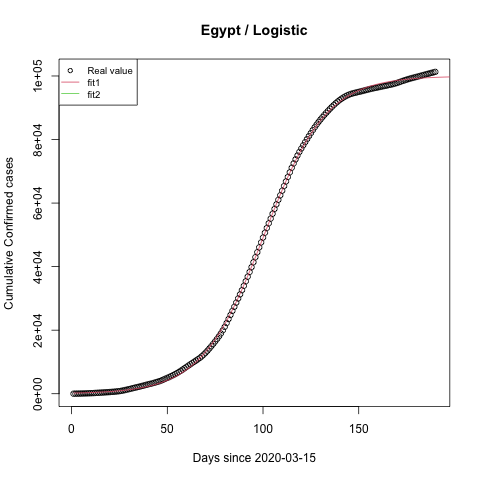 Egypt / Logistic
Real value
fit1
fit2
1e+05
8e+04
6e+04
4e+04
2e+04
0e+00
Cumulative Confirmed cases
0
50
100
150
Days since 2020-03-15